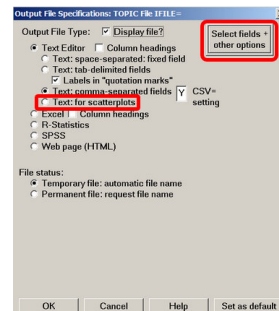 Output File Specifications: TOPIC File IFILE=
Output File Type: Display file?
Select fields + other options
Text Editor Column headings
Text: space-separated: fixed field
Text: tab-delimited fields
Labels in "quotation marks"
Text: comma-separated fields Y CSV= setting
Text: for scatterplots
Excel Column headings
R-Statistics
SPSS
Web page (HTML)
File status:
Temporary file: automatic file name
Permanent file: request file name
OK Cancel Help Set as default